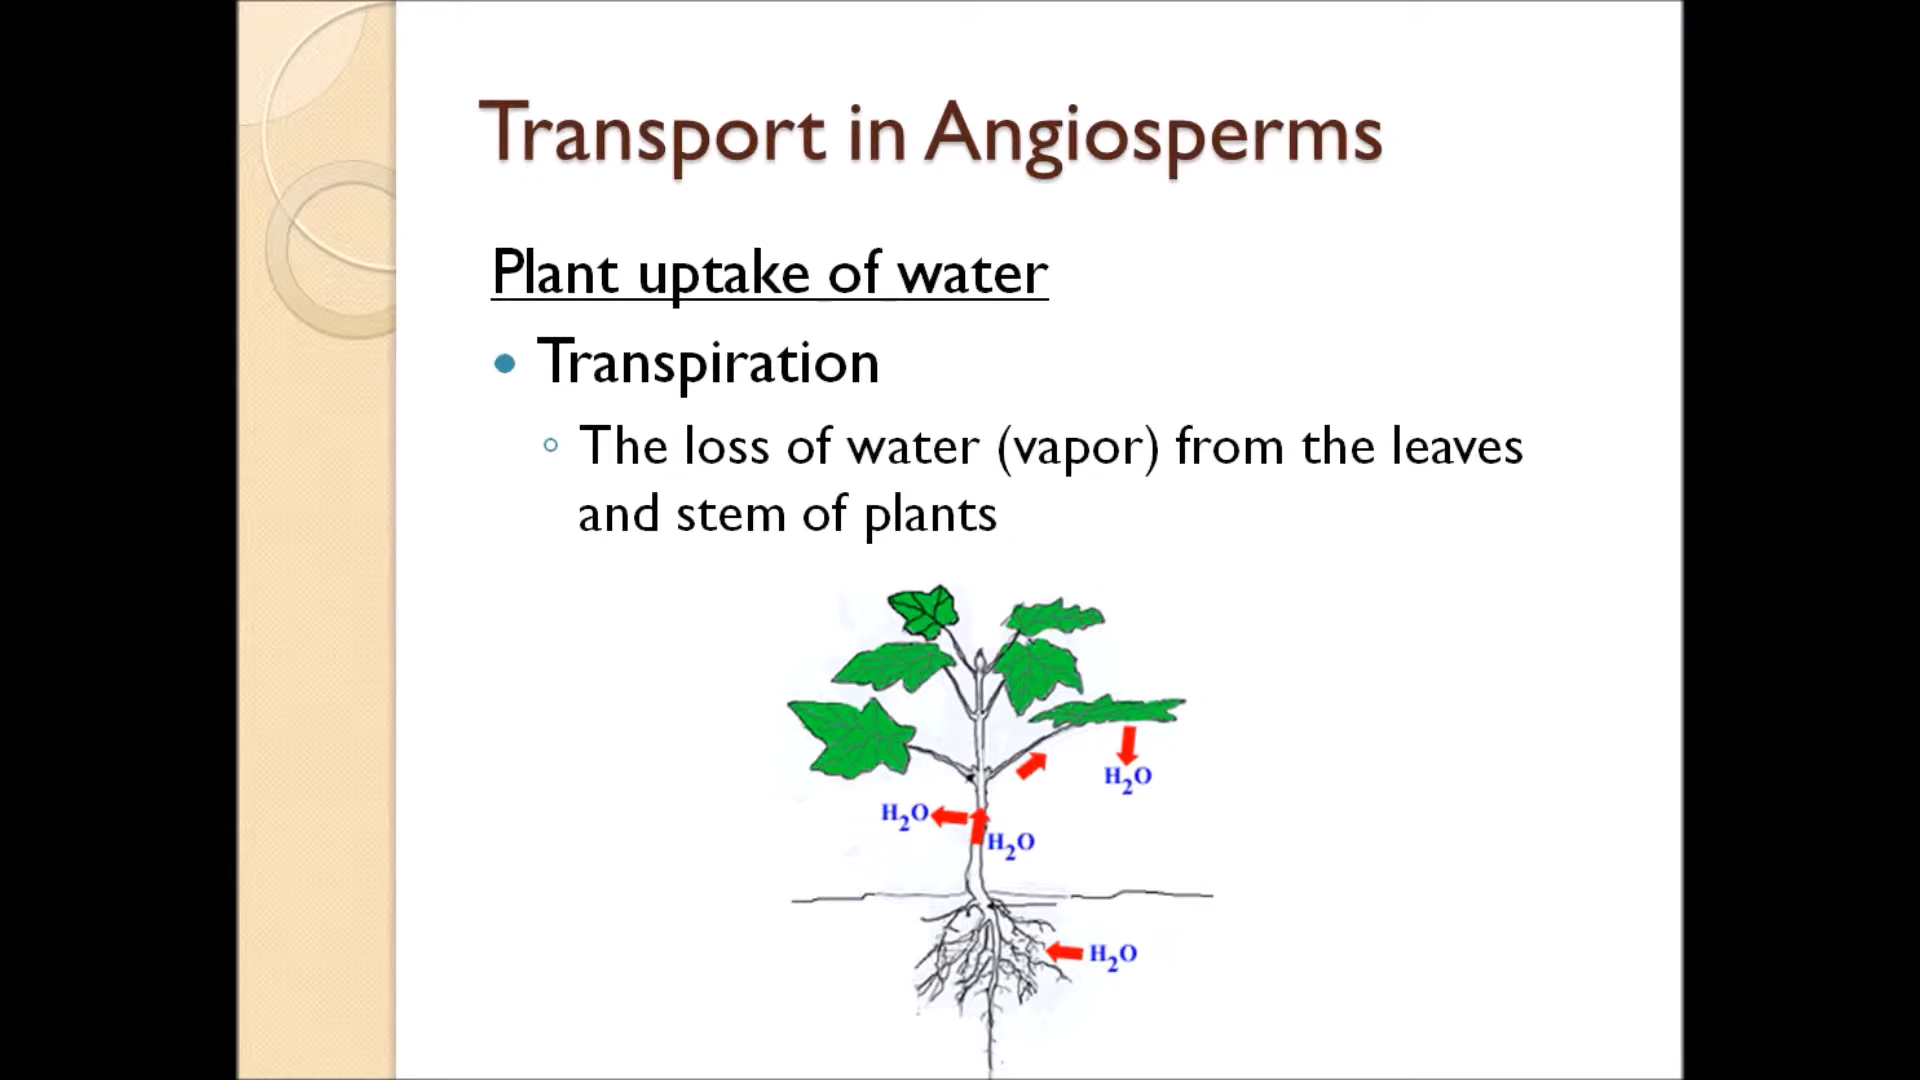 Transport in Angiosperms
Plant uptake of water
• Transpiration
◦ The loss of water (vapor) from the leaves
and stem of plants
H₂O
H₂O
H₂O
H₂O